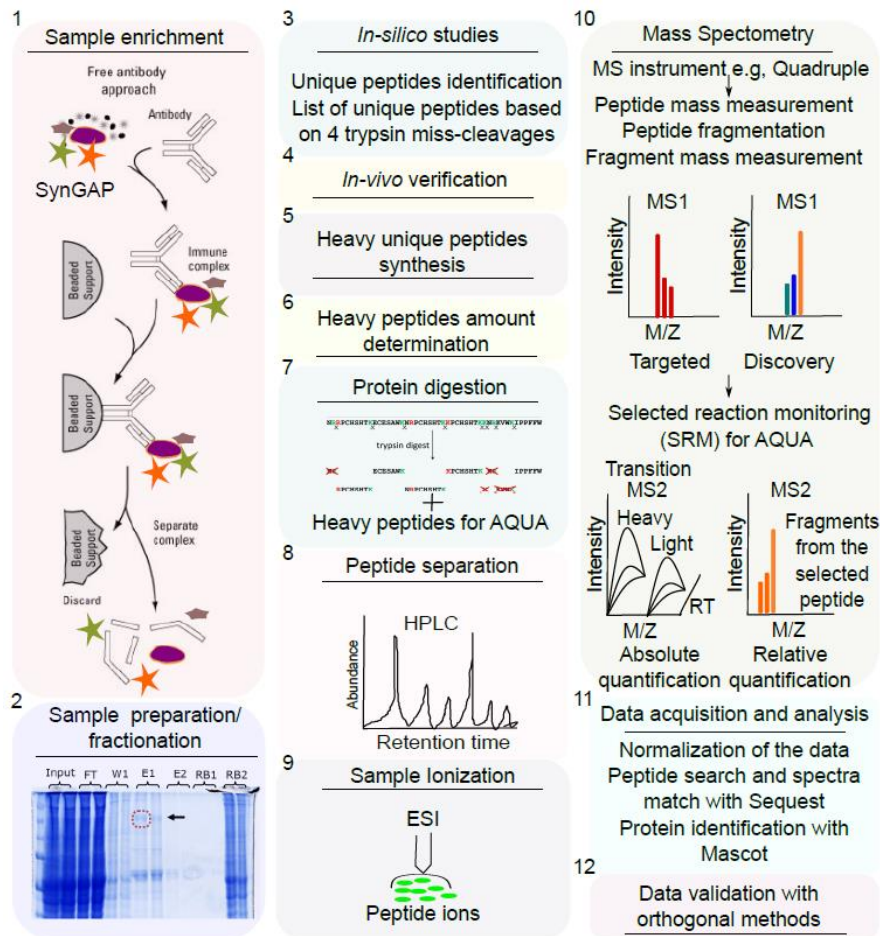 1
Sample enrichment
Free antibody
approach
Antibody
SynGAP
Immune
complex
Beaded
Support
Beaded
Support
Separate
complex
Beaded
Support
Discard
2
Sample preparation/
fractionation
Input FT W1 E1 E2 RB1 RB2
3
In-silico studies
Unique peptides identification
List of unique peptides based
on 4 trypsin miss-cleavages
4
In-vivo verification
5
Heavy unique peptides
synthesis
6
Heavy peptides amount
determination
7
Protein digestion
trypsin digest
ECESANK
KPCHSHTK
IPPFFW
RPCHSHTK
NRPCHSHTK
+
Heavy peptides for AQUA
8
Peptide separation
HPLC
Abundance
Retention time
9
Sample Ionization
ESI
Peptide ions
10
Mass Spectometry
MS instrument e.g, Quadruple
Peptide mass measurement
Peptide fragmentation
Fragment mass measurement
MS1
Intensity
M/Z
Targeted
MS1
Intensity
M/Z
Discovery
Selected reaction monitoring
(SRM) for AQUA
Transition
MS2
Heavy
Light
Intensity
RT
M/Z
Absolute
quantification
MS2
Intensity
Fragments
from the
selected
peptide
M/Z
Relative
quantification
11
Data acquisition and analysis
Normalization of the data
Peptide search and spectra
match with Sequest
Protein identification with
Mascot
12
Data validation with
orthogonal methods